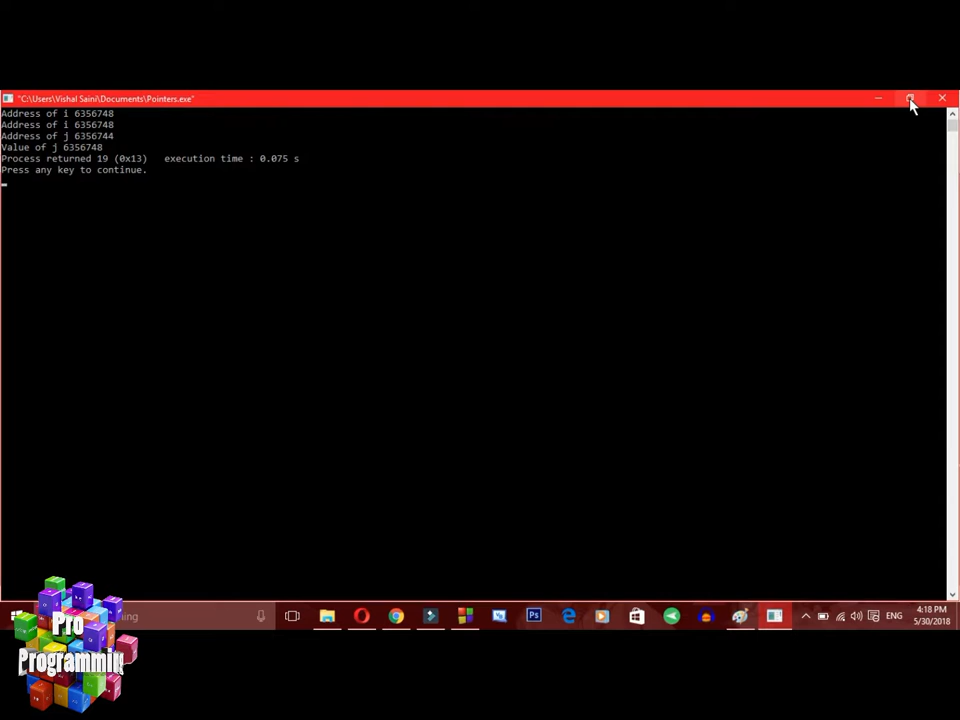 "C:\Users\Vishal Saini\Documents\Pointers.exe"
Address of i 6356748
Address of i 6356748
Address of j 6356744
Value of j 6356748
Process returned 19 (0x13)   execution time : 0.075 s
Press any key to continue.
Ps
ENG
4:18 PM
5/30/2018
Pro
Programming